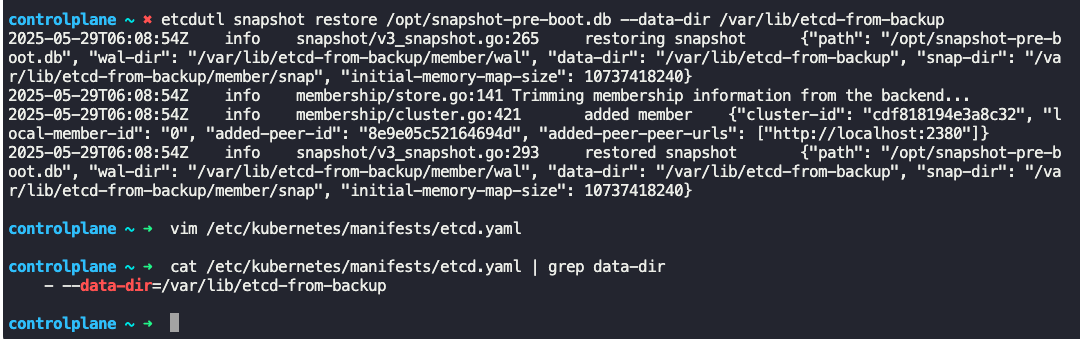 controlplane ~ ✖ etcdutl snapshot restore /opt/snapshot-pre-boot.db --data-dir /var/lib/etcd-from-backup
2025-05-29T06:08:54Z    info    snapshot/v3_snapshot.go:265     restoring snapshot      {"path": "/opt/snapshot-pre-b
oot.db", "wal-dir": "/var/lib/etcd-from-backup/member/wal", "data-dir": "/var/lib/etcd-from-backup", "snap-dir": "/va
r/lib/etcd-from-backup/member/snap", "initial-memory-map-size": 10737418240}
2025-05-29T06:08:54Z    info    membership/store.go:141 Trimming membership information from the backend...
2025-05-29T06:08:54Z    info    membership/cluster.go:421       added member    {"cluster-id": "cdf818194e3a8c32", "l
ocal-member-id": "0", "added-peer-id": "8e9e05c52164694d", "added-peer-peer-urls": ["http://localhost:2380"]}
2025-05-29T06:08:54Z    info    snapshot/v3_snapshot.go:293     restored snapshot       {"path": "/opt/snapshot-pre-b
oot.db", "wal-dir": "/var/lib/etcd-from-backup/member/wal", "data-dir": "/var/lib/etcd-from-backup", "snap-dir": "/va
r/lib/etcd-from-backup/member/snap", "initial-memory-map-size": 10737418240}
controlplane ~ ➜  vim /etc/kubernetes/manifests/etcd.yaml
controlplane ~ ➜  cat /etc/kubernetes/manifests/etcd.yaml | grep data-dir
    - --data-dir=/var/lib/etcd-from-backup
controlplane ~ ➜